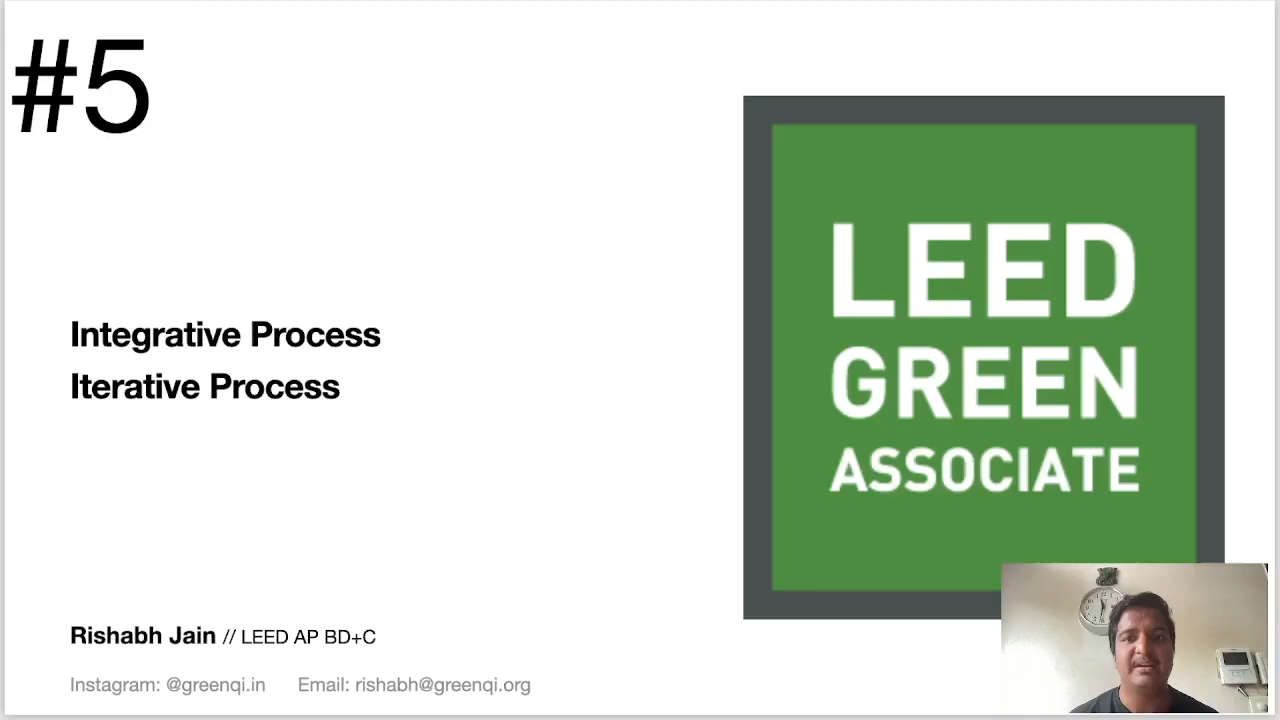 #5
Integrative Process
Iterative Process
LEED
GREEN
ASSOCIATE
Rishabh Jain // LEED AP BD+C
Instagram: @greenqi.in Email: rishabh@greenqi.org